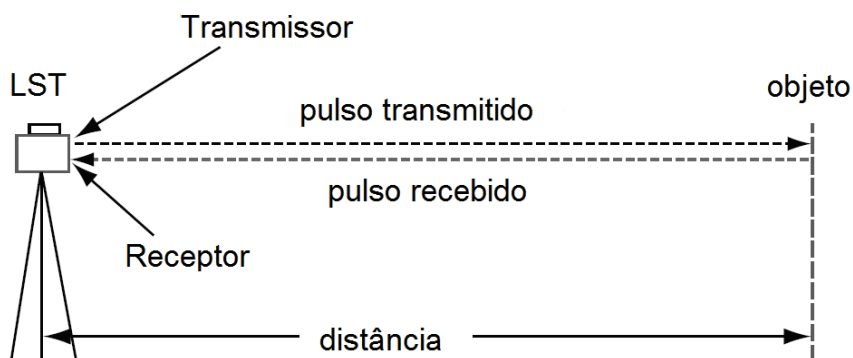 Transmissor
LST
objeto
pulso transmitido
pulso recebido
Receptor
distância